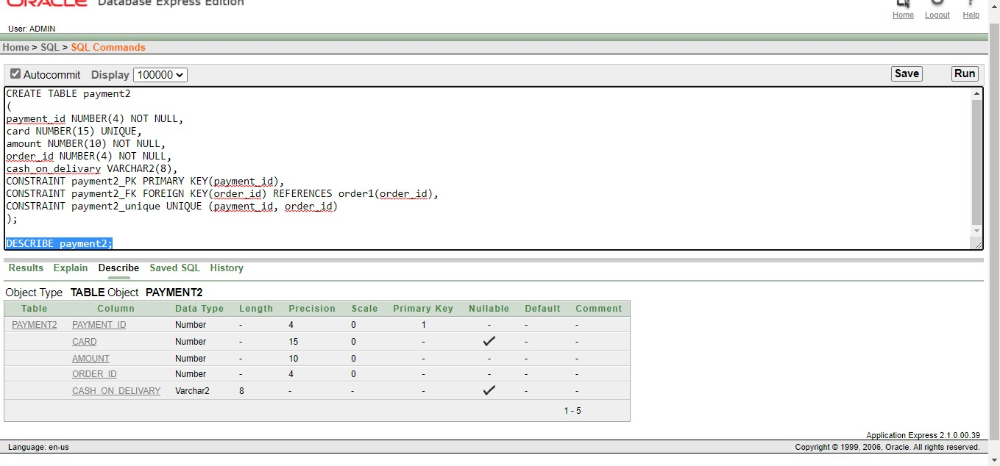 ORACLE Database Express Edition
Home Logout Help
User: ADMIN
Home > SQL > SQL Commands
Autocommit Display 100000 Save Run
CREATE TABLE payment2
(
payment_id NUMBER(4) NOT NULL,
card NUMBER(15) UNIQUE,
amount NUMBER(10) NOT NULL,
order_id NUMBER(4) NOT NULL,
cash_on_delivary VARCHAR2(8),
CONSTRAINT payment2_PK PRIMARY KEY(payment_id),
CONSTRAINT payment2_FK FOREIGN KEY(order_id) REFERENCES order1(order_id),
CONSTRAINT payment2_unique UNIQUE (payment_id, order_id)
);
DESCRIBE payment2;
Results Explain Describe Saved SQL History
Object Type TABLE Object PAYMENT2
Table Column Data Type Length Precision Scale Primary Key Nullable Default Comment
PAYMENT2 PAYMENT_ID Number - 4 0 1 - - -
CARD Number - 15 0 - ✓ - -
AMOUNT Number - 10 0 - - - -
ORDER_ID Number - 4 0 - - - -
CASH_ON_DELIVARY Varchar2 8 - - - ✓ - -
1 - 5
Application Express 2.1.0.00.39
Language: en-us Copyright © 1999, 2006, Oracle. All rights reserved.